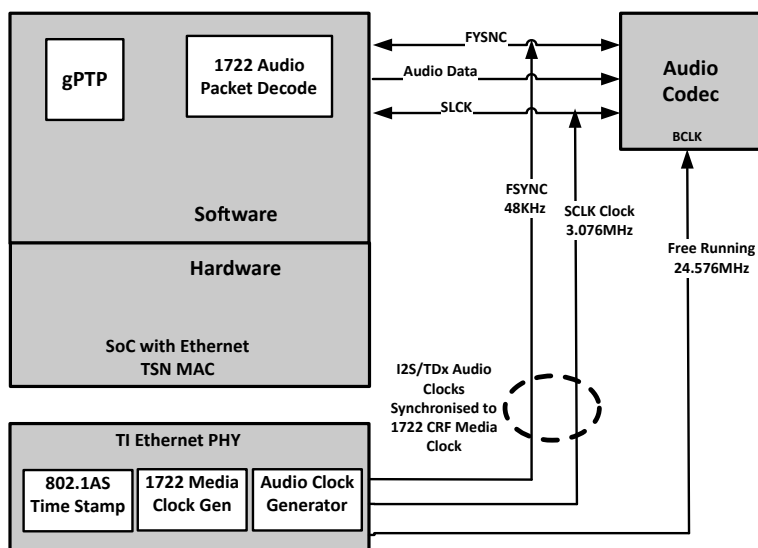 gPTP
1722 Audio
Packet Decode
Software
Hardware
SoC with Ethernet
TSN MAC
FYSNC
Audio Data
SLCK
Audio
Codec
BCLK
FSYNC
48KHz
SCLK Clock
3.076MHz
Free Running
24.576MHz
I2S/TDx Audio
Clocks
Synchronised to
1722 CRF Media
Clock
TI Ethernet PHY
802.1AS
Time Stamp
1722 Media
Clock Gen
Audio Clock
Generator